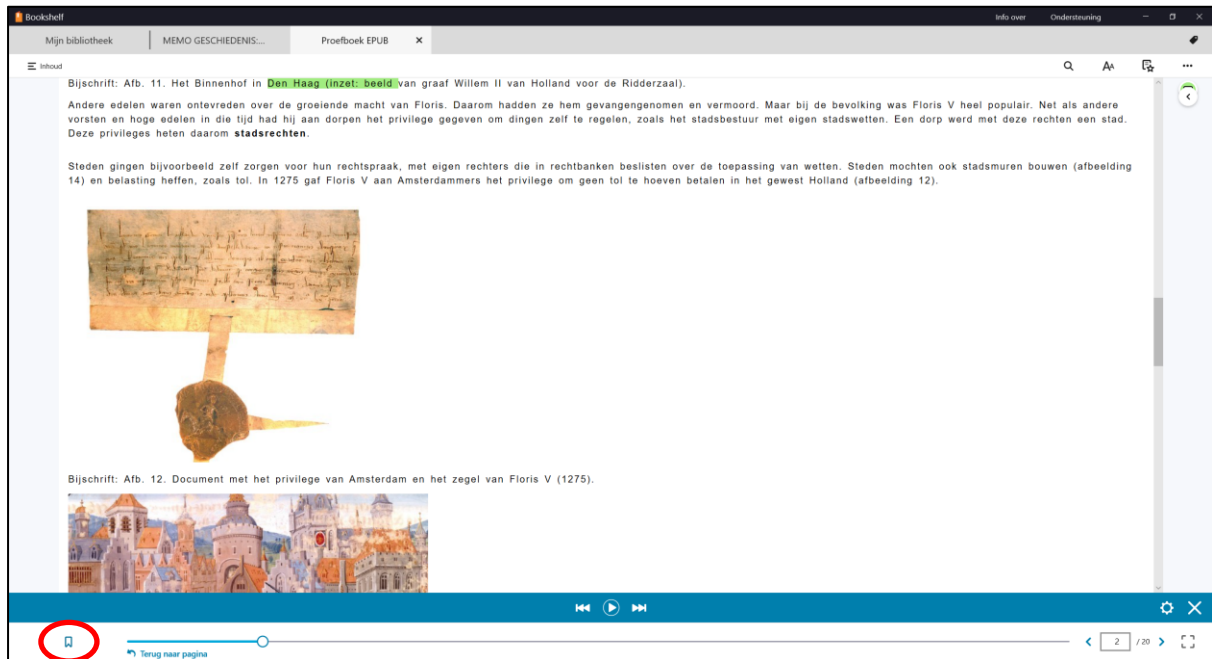 Bookshelf
Info over Ondersteuning
Mijn bibliotheek MEMO GESCHIEDENIS:... Proefboek EPUB
Inhoud
AA
Bijschrift: Afb. 11. Het Binnenhof in Den Haag (inzet: beeld van graaf Willem II van Holland voor de Ridderzaal).
Andere edelen waren ontevreden over de groeiende macht van Floris. Daarom hadden ze hem gevangengenomen en vermoord. Maar bij de bevolking was Floris V heel populair. Net als andere
vorsten en hoge edelen in die tijd had hij aan dorpen het privilege gegeven om dingen zelf te regelen, zoals het stadsbestuur met eigen stadswetten. Een dorp werd met deze rechten een stad.
Deze privileges heten daarom stadsrechten.
Steden gingen bijvoorbeeld zelf zorgen voor hun rechtspraak, met eigen rechters die in rechtbanken beslisten over de toepassing van wetten. Steden mochten ook stadsmuren bouwen (afbeelding
14) en belasting heffen, zoals tol. In 1275 gaf Floris V aan Amsterdammers het privilege om geen tol te hoeven betalen in het gewest Holland (afbeelding 12).
Bijschrift: Afb. 12. Document met het privilege van Amsterdam en het zegel van Floris V (1275).
Terug naar pagina
2 / 20